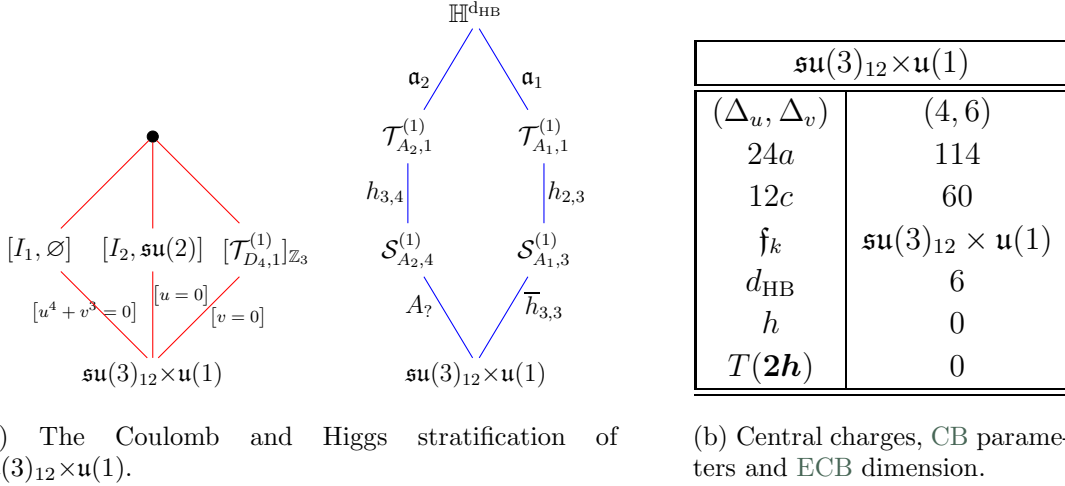 ℍ^{d_{HB}}
𝔞₂ 𝔞₁
𝒯^{(1)}_{A₂,1} 𝒯^{(1)}_{A₁,1}
h_{3,4} h_{2,3}
[I₁, ∅] [I₂, 𝔰𝔲(2)] [𝒯^{(1)}_{D₄,1}]_{ℤ₃}
𝒮^{(1)}_{A₂,4} 𝒮^{(1)}_{A₁,3}
[u⁴ + v³ = 0] [u = 0] [v = 0]
A_? h̅_{3,3}
𝔰𝔲(3)₁₂×𝔲(1) 𝔰𝔲(3)₁₂×𝔲(1)
) The Coulomb and Higgs stratification of
(3)₁₂×𝔲(1).
𝔰𝔲(3)₁₂×𝔲(1)
(Δ_u, Δ_v) (4, 6)
24a 114
12c 60
𝔣_k 𝔰𝔲(3)₁₂ × 𝔲(1)
d_{HB} 6
h 0
T(2h) 0
(b) Central charges, CB parame-
ters and ECB dimension.